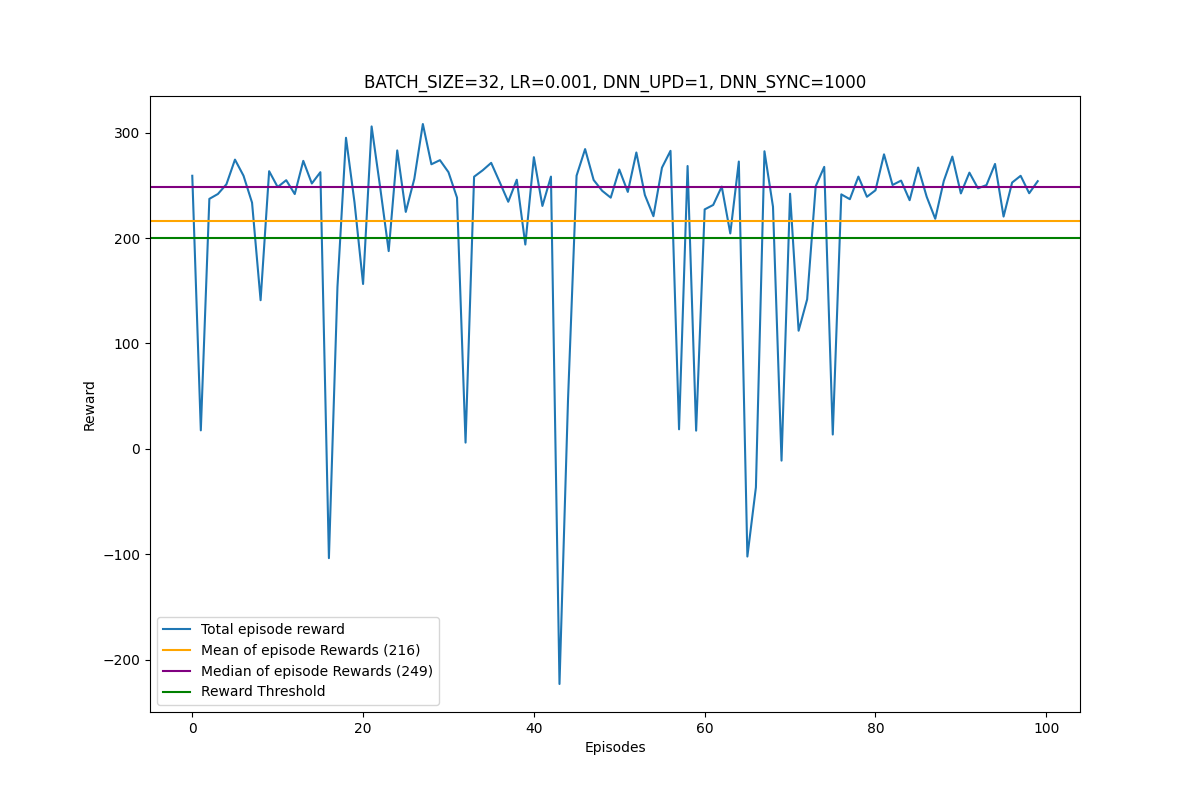 BATCH_SIZE=32, LR=0.001, DNN_UPD=1, DNN_SYNC=1000
300
200
100
0
−100
−200
Reward
Total episode reward
Mean of episode Rewards (216)
Median of episode Rewards (249)
Reward Threshold
0 20 40 60 80 100
Episodes